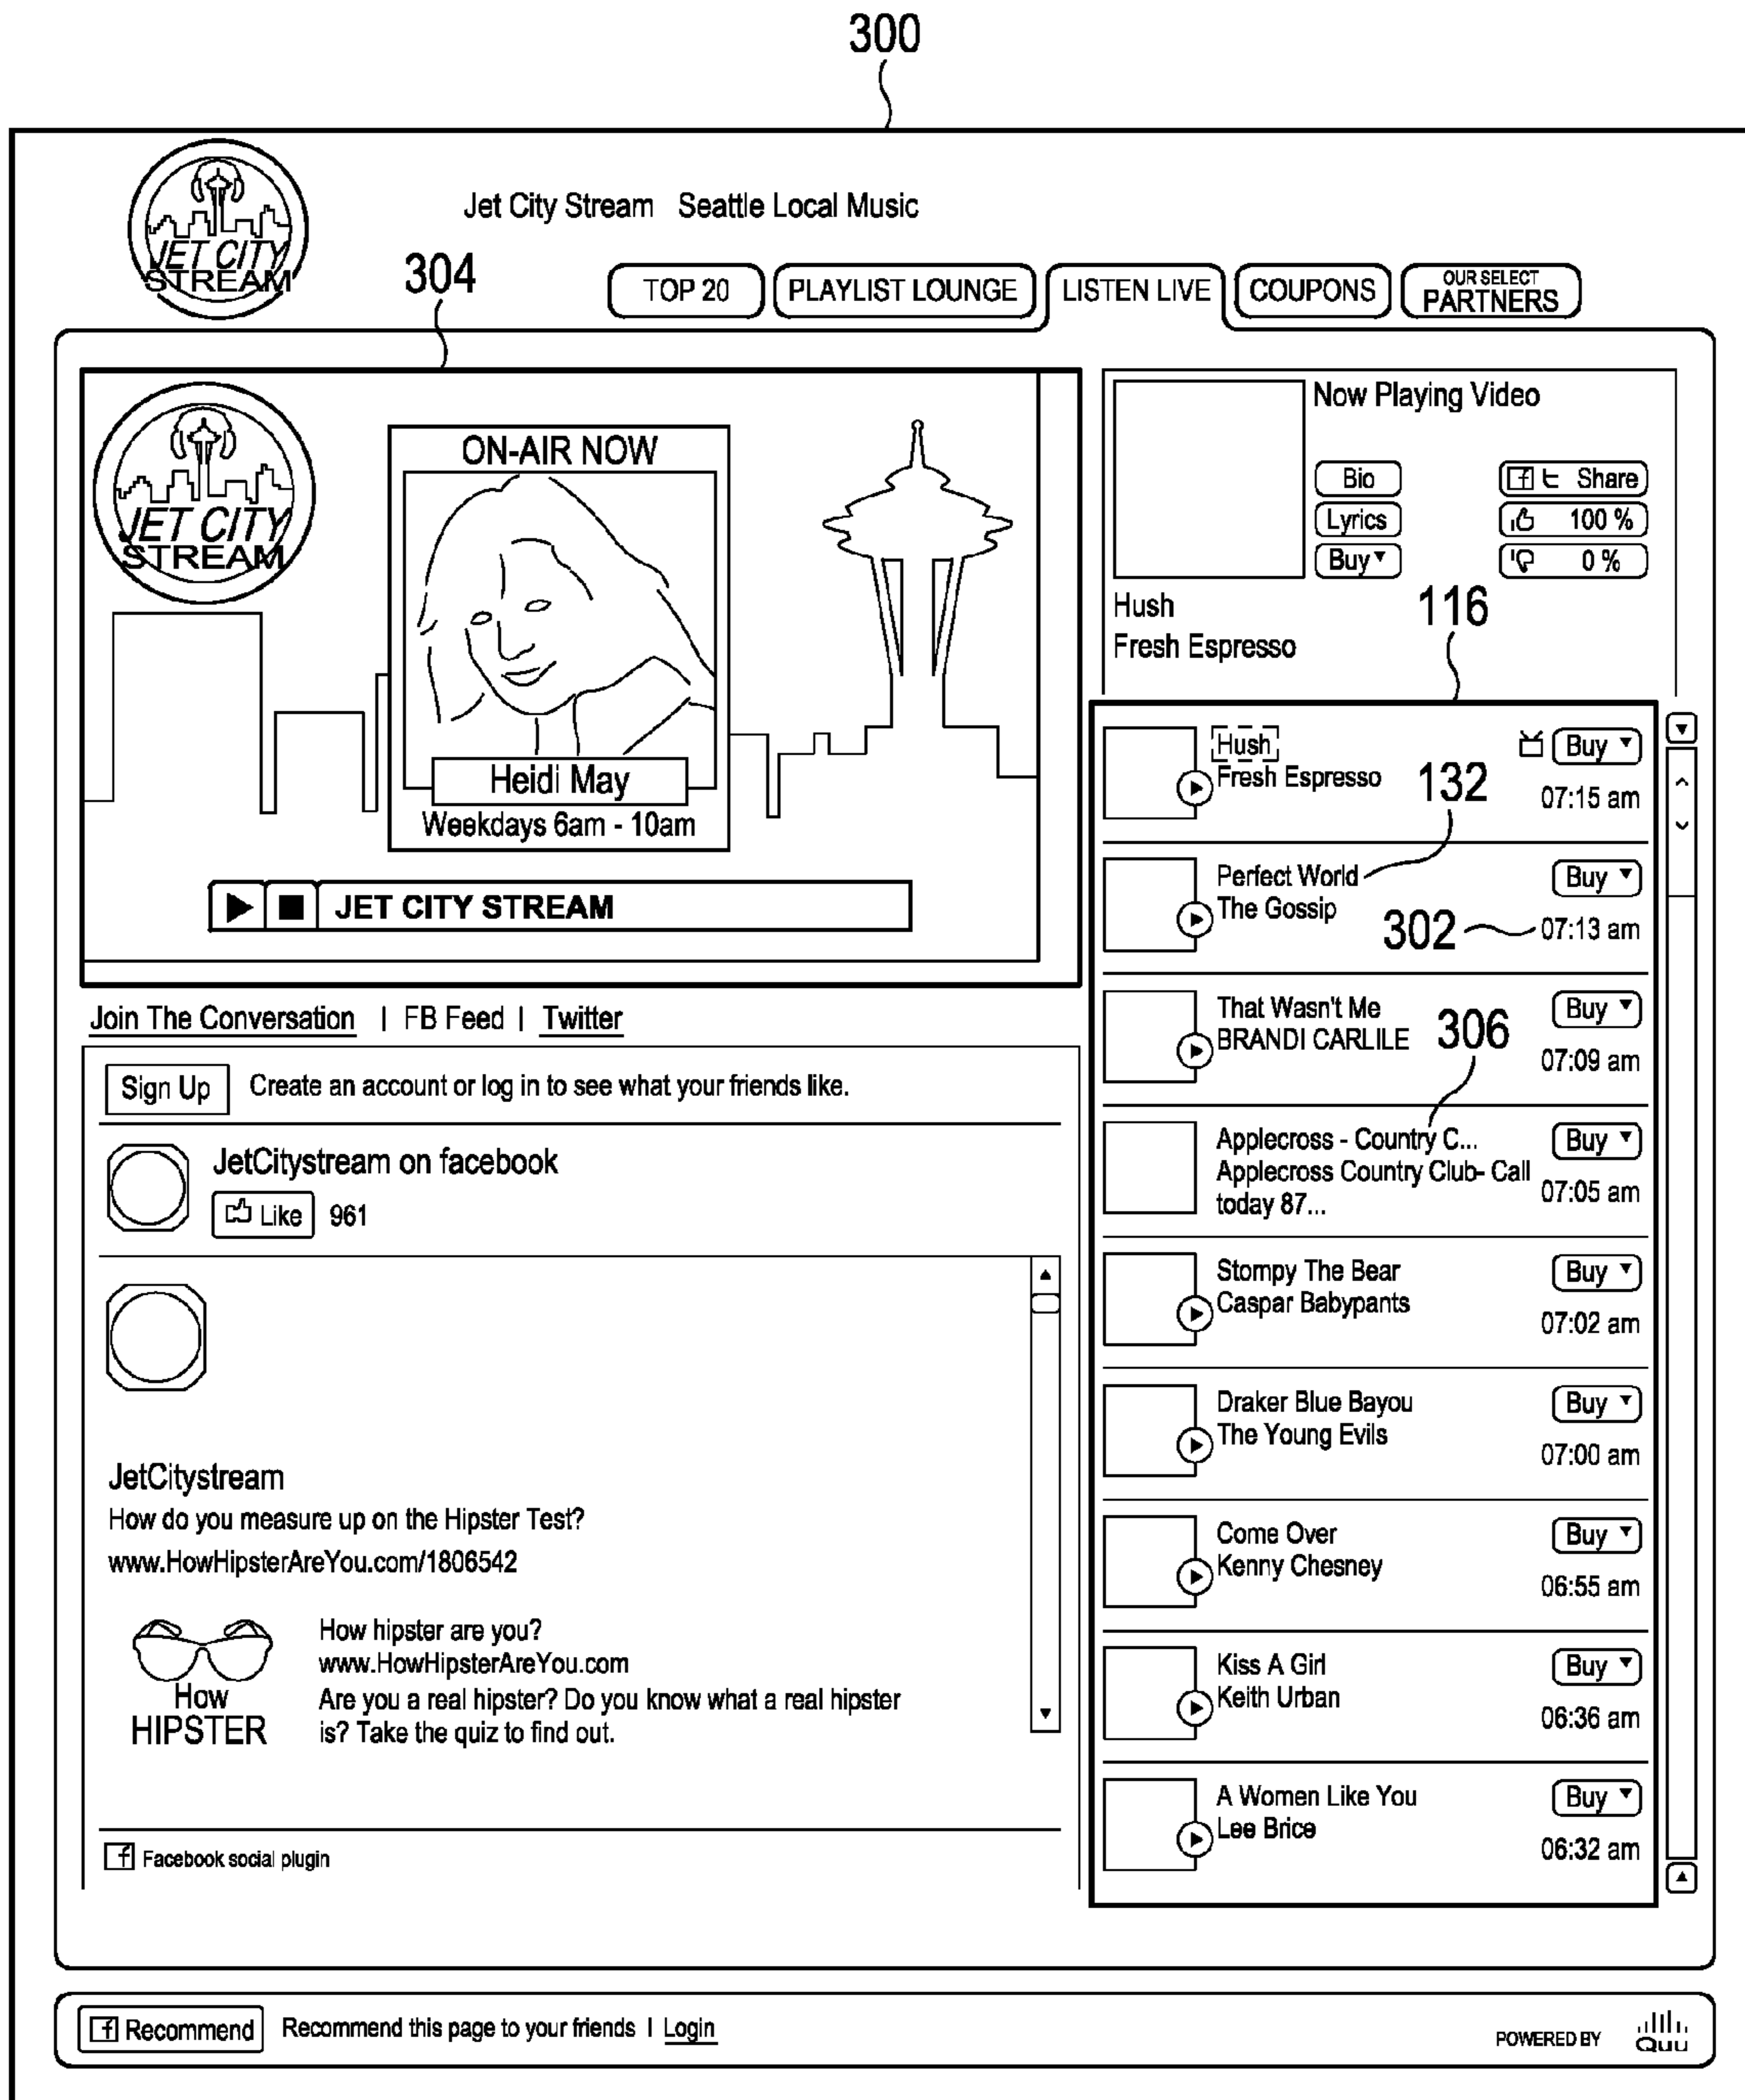 300
JET CITY
STREAM
Jet City Stream Seattle Local Music
304
TOP 20
PLAYLIST LOUNGE
LISTEN LIVE
COUPONS
OUR SELECT
PARTNERS
JET CITY
STREAM
ON-AIR NOW
Heidi May
Weekdays 6am - 10am
JET CITY STREAM
Now Playing Video
Bio
f t Share
Lyrics
100 %
Buy
0 %
Hush
Fresh Espresso
116
Hush
Buy
Fresh Espresso
132
07:15 am
Perfect World
Buy
The Gossip
302
07:13 am
That Wasn't Me
Buy
BRANDI CARLILE
306
07:09 am
Applecross - Country C...
Buy
Applecross Country Club- Call
today 87...
07:05 am
Stompy The Bear
Buy
Caspar Babypants
07:02 am
Draker Blue Bayou
Buy
The Young Evils
07:00 am
Come Over
Buy
Kenny Chesney
06:55 am
Kiss A Girl
Buy
Keith Urban
06:36 am
A Women Like You
Buy
Lee Brice
06:32 am
Join The Conversation | FB Feed | Twitter
Sign Up Create an account or log in to see what your friends like.
JetCitystream on facebook
Like 961
JetCitystream
How do you measure up on the Hipster Test?
www.HowHipsterAreYou.com/1806542
How
HIPSTER
How hipster are you?
www.HowHipsterAreYou.com
Are you a real hipster? Do you know what a real hipster
is? Take the quiz to find out.
f Facebook social plugin
f Recommend Recommend this page to your friends | Login
POWERED BY Quu